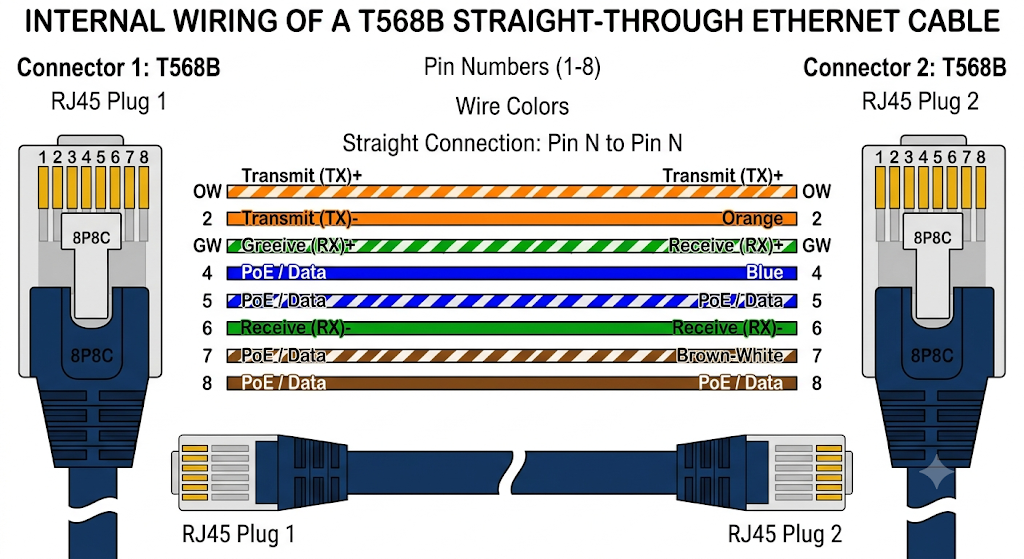 INTERNAL WIRING OF A T568B STRAIGHT-THROUGH ETHERNET CABLE
Connector 1: T568B
Pin Numbers (1-8)
Connector 2: T568B
RJ45 Plug 1
Wire Colors
RJ45 Plug 2
Straight Connection: Pin N to Pin N
1 2 3 4 5 6 7 8
8P8C
8P8C
Transmit (TX)+ Transmit (TX)+
OW OW
2 Transmit (TX)- Orange 2
GW Greeive (RX)+ Receive (RX)+ GW
4 PoE / Data Blue 4
5 PoE / Data PoE / Data 5
6 Receive (RX)- Receive (RX)- 6
7 PoE / Data Brown-White 7
8 PoE / Data PoE / Data 8
1 2 3 4 5 6 7 8
8P8C
8P8C
RJ45 Plug 1
RJ45 Plug 2